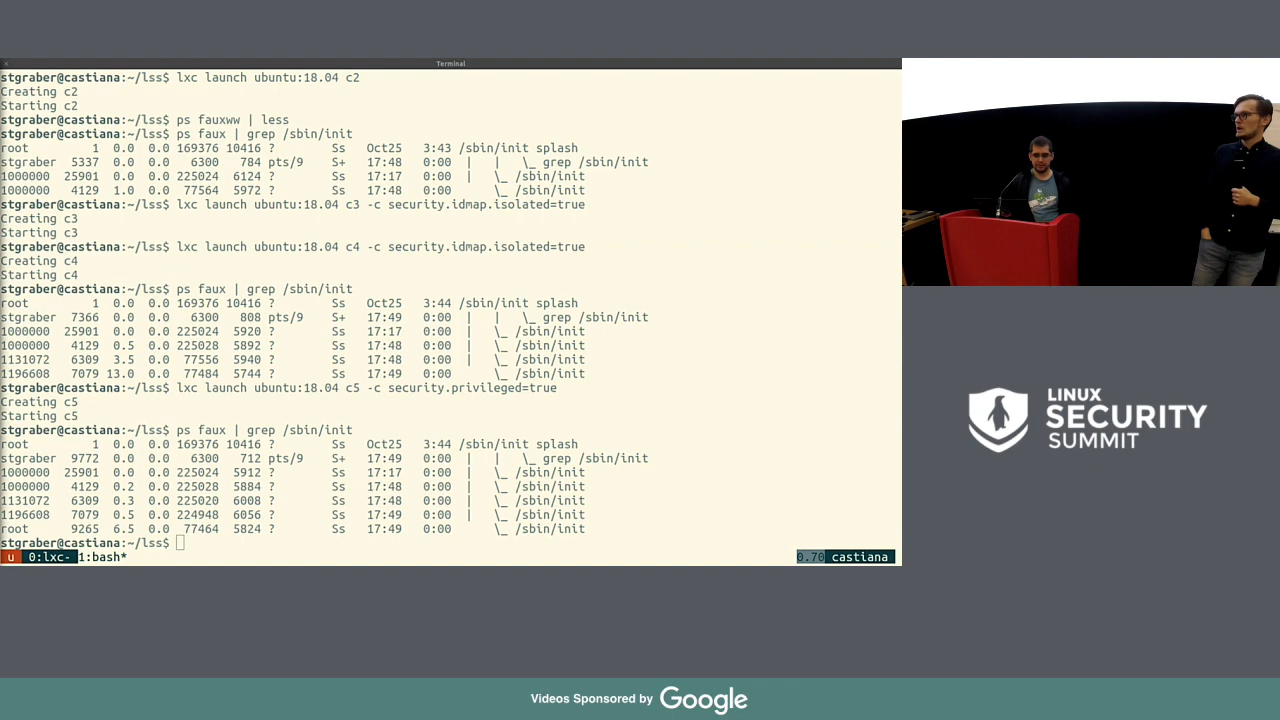 Terminal
stgraber@castiana:~/lss$ lxc launch ubuntu:18.04 c2
Creating c2
Starting c2
stgraber@castiana:~/lss$ ps fauxww | less
stgraber@castiana:~/lss$ ps faux | grep /sbin/init
root         1  0.0  0.0 169376 10416 ?        Ss   Oct25   3:43 /sbin/init splash
stgraber  5337  0.0  0.0   6300   784 pts/9    S+   17:48   0:00  |   |   \_ grep /sbin/init
1000000  25901  0.0  0.0 225024  6124 ?        Ss   17:17   0:00  |   \_ /sbin/init
1000000   4129  1.0  0.0  77564  5972 ?        Ss   17:48   0:00      \_ /sbin/init
stgraber@castiana:~/lss$ lxc launch ubuntu:18.04 c3 -c security.idmap.isolated=true
Creating c3
Starting c3
stgraber@castiana:~/lss$ lxc launch ubuntu:18.04 c4 -c security.idmap.isolated=true
Creating c4
Starting c4
stgraber@castiana:~/lss$ ps faux | grep /sbin/init
root         1  0.0  0.0 169376 10416 ?        Ss   Oct25   3:44 /sbin/init splash
stgraber  7366  0.0  0.0   6300   808 pts/9    S+   17:49   0:00  |   |   \_ grep /sbin/init
1000000  25901  0.0  0.0 225024  5920 ?        Ss   17:17   0:00  |   \_ /sbin/init
1000000   4129  0.5  0.0 225028  5892 ?        Ss   17:48   0:00  |   \_ /sbin/init
1131072   6309  3.5  0.0  77556  5940 ?        Ss   17:48   0:00  |   \_ /sbin/init
1196608   7079 13.0  0.0  77484  5744 ?        Ss   17:49   0:00      \_ /sbin/init
stgraber@castiana:~/lss$ lxc launch ubuntu:18.04 c5 -c security.privileged=true
Creating c5
Starting c5
stgraber@castiana:~/lss$ ps faux | grep /sbin/init
root         1  0.0  0.0 169376 10416 ?        Ss   Oct25   3:44 /sbin/init splash
stgraber  9772  0.0  0.0   6300   712 pts/9    S+   17:49   0:00  |   |   \_ grep /sbin/init
1000000  25901  0.0  0.0 225024  5912 ?        Ss   17:17   0:00  |   \_ /sbin/init
1000000   4129  0.2  0.0 225028  5884 ?        Ss   17:48   0:00  |   \_ /sbin/init
1131072   6309  0.3  0.0 225020  6008 ?        Ss   17:49   0:00  |   \_ /sbin/init
1196608   7079  0.5  0.0 224948  6056 ?        Ss   17:49   0:00  |   \_ /sbin/init
root      9265  6.5  0.0  77464  5824 ?        Ss   17:49   0:00      \_ /sbin/init
stgraber@castiana:~/lss$
u 0:lxc- 1:bash* 0.70 castiana
LINUX
SECURITY
SUMMIT
Videos Sponsored by Google